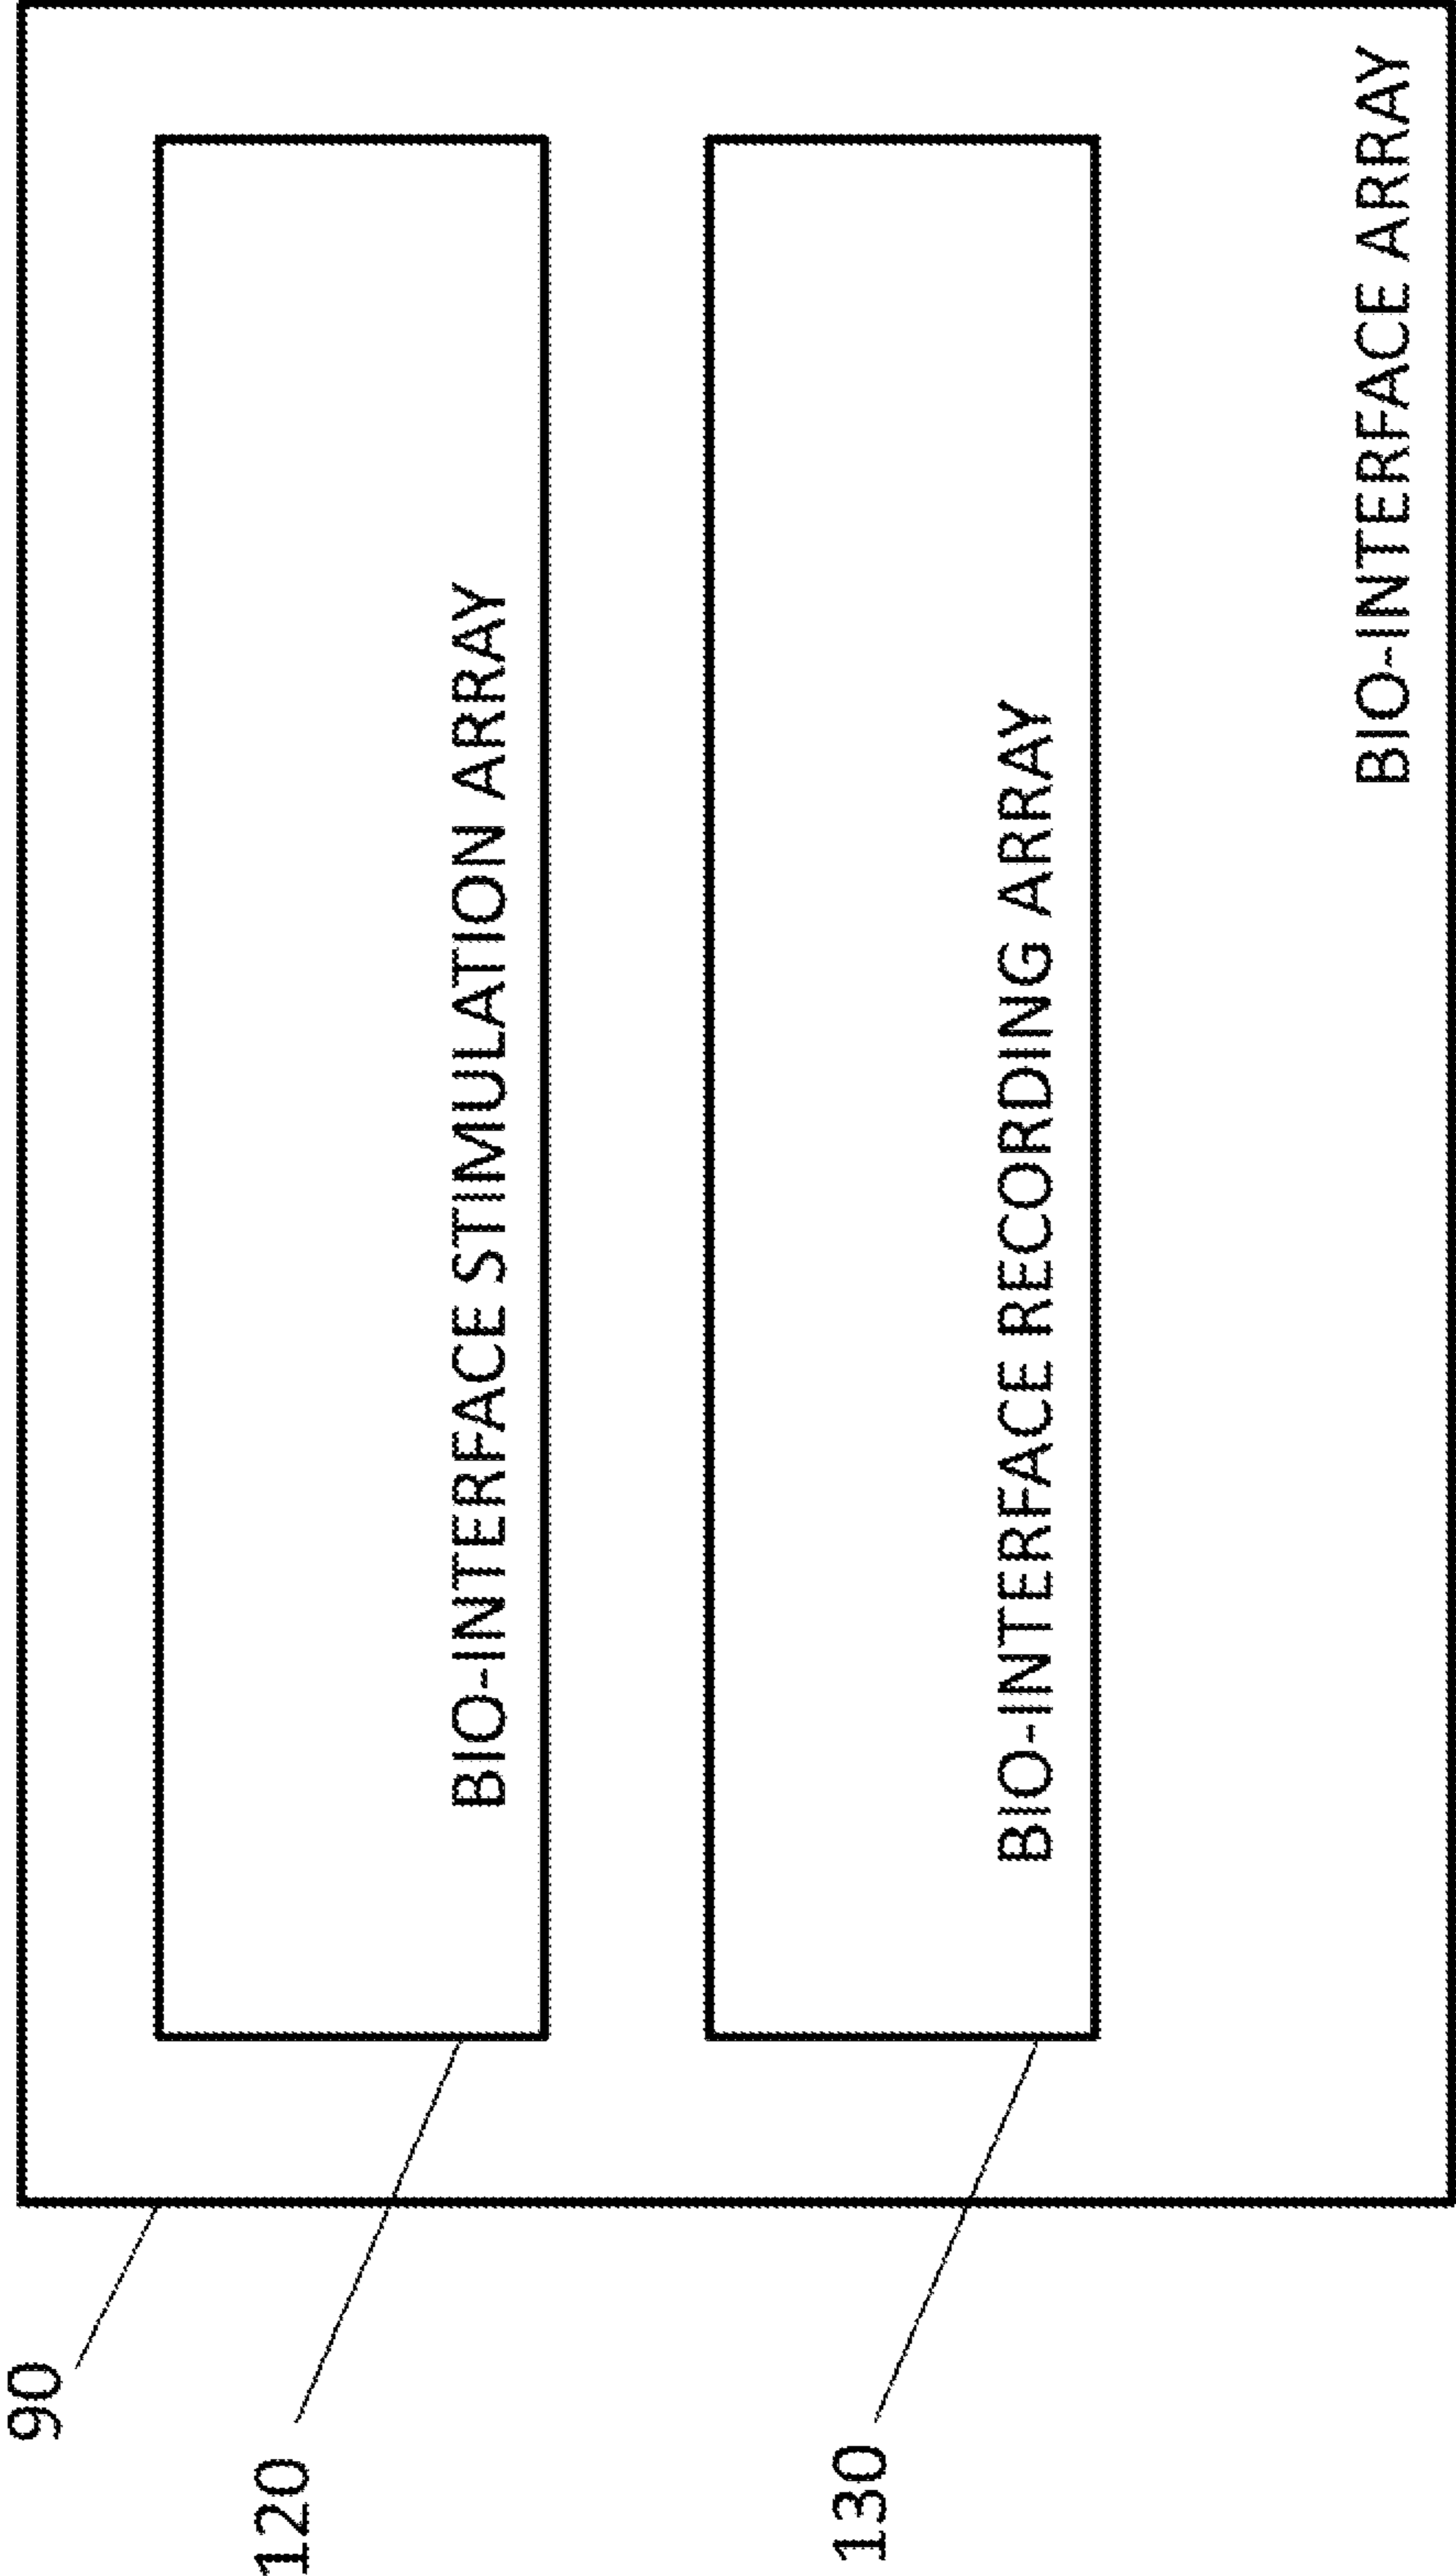 90
120
BIO-INTERFACE STIMULATION ARRAY
130
BIO-INTERFACE RECORDING ARRAY
BIO-INTERFACE ARRAY